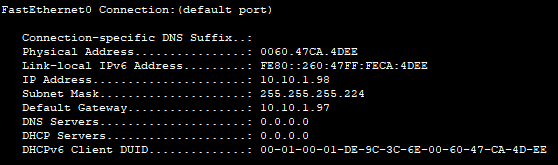 FastEthernet0 Connection:(default port)
Connection-specific DNS Suffix..:
Physical Address................: 0060.47CA.4DEE
Link-local IPv6 Address.........: FE80::260:47FF:FECA:4DEE
IP Address......................: 10.10.1.98
Subnet Mask.....................: 255.255.255.224
Default Gateway.................: 10.10.1.97
DNS Servers.....................: 0.0.0.0
DHCP Servers....................: 0.0.0.0
DHCPv6 Client DUID..............: 00-01-00-01-DE-9C-3C-6E-00-60-47-CA-4D-EE